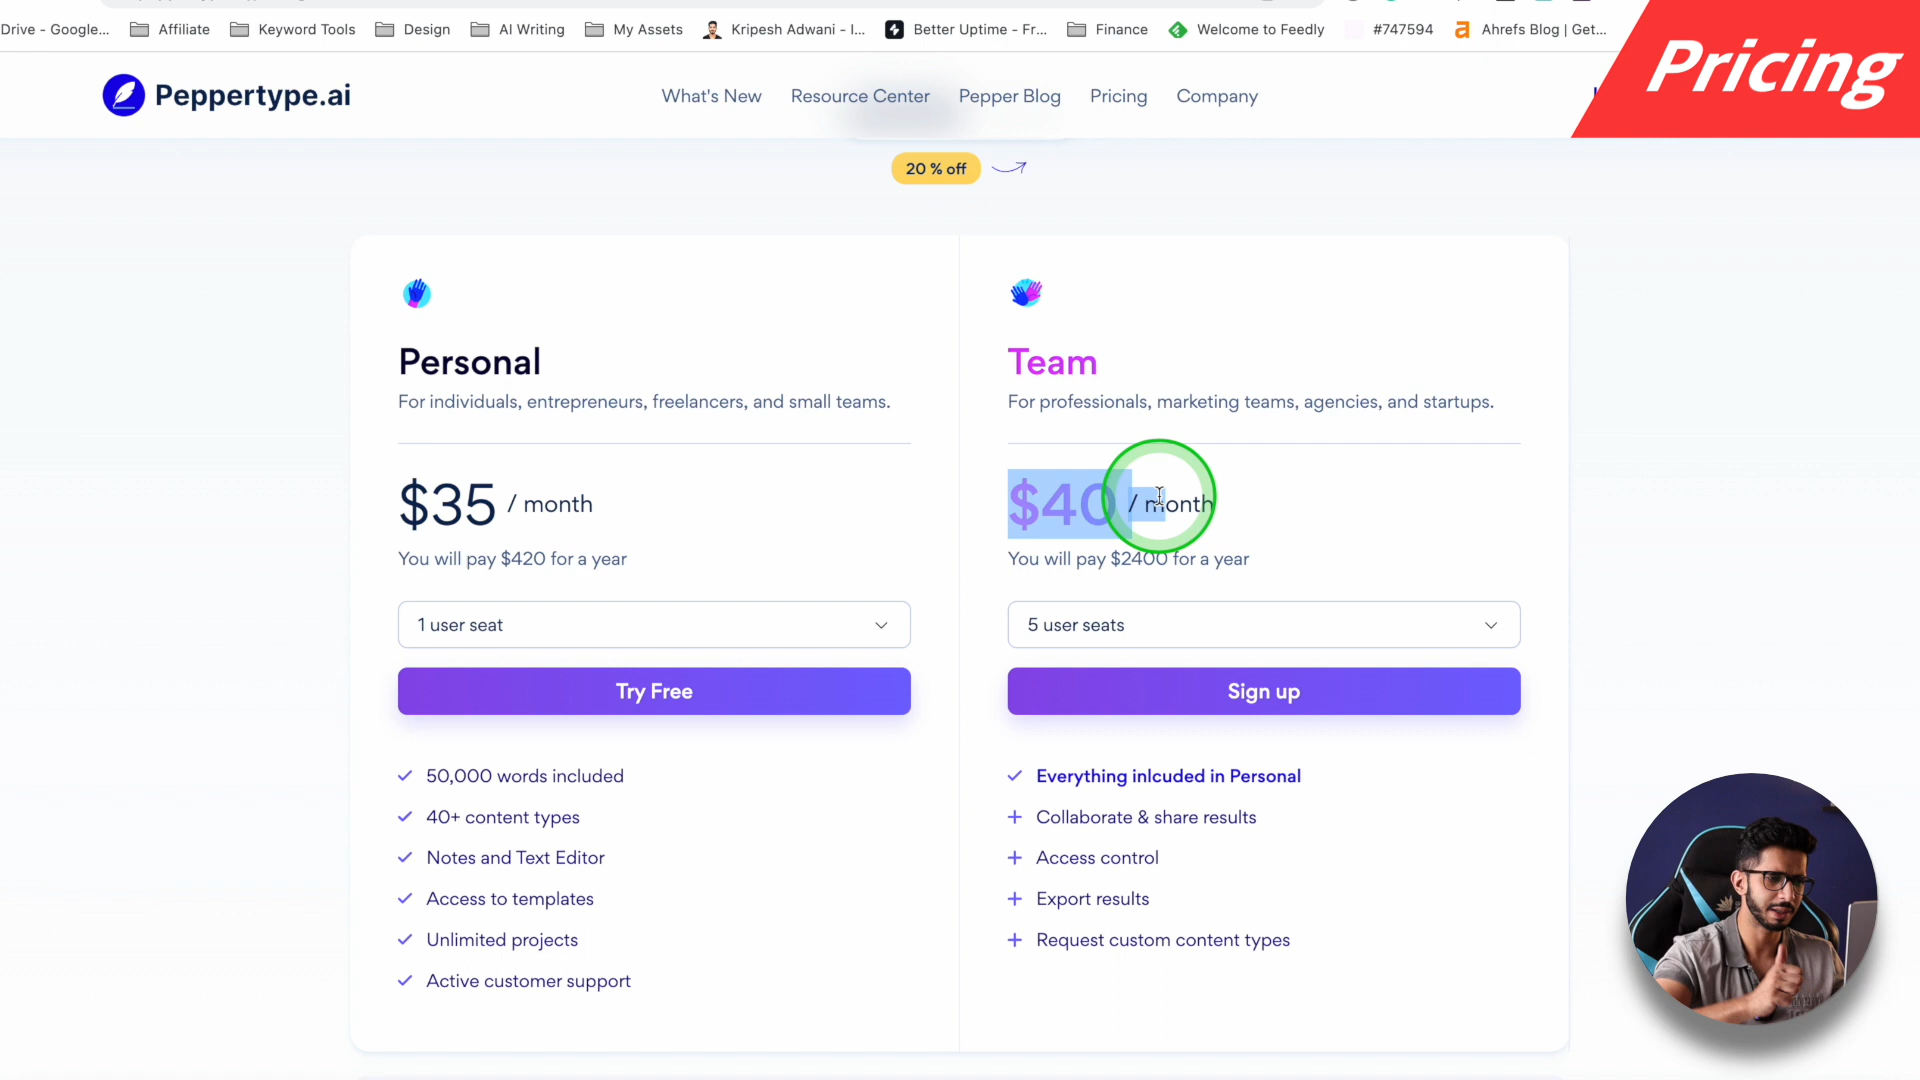 Drive - Google...
Affiliate
Keyword Tools
Design
AI Writing
My Assets
Kripesh Adwani - I...
Better Uptime - Fr...
Finance
Welcome to Feedly
#747594
Ahrefs Blog | Get...
Pricing
Peppertype.ai
What's New
Resource Center
Pepper Blog
Pricing
Company
20 % off
Personal
For individuals, entrepreneurs, freelancers, and small teams.
$35 / month
You will pay $420 for a year
1 user seat
Try Free
50,000 words included
40+ content types
Notes and Text Editor
Access to templates
Unlimited projects
Active customer support
Team
For professionals, marketing teams, agencies, and startups.
$40 / month
You will pay $2400 for a year
5 user seats
Sign up
Everything inlcuded in Personal
Collaborate & share results
Access control
Export results
Request custom content types